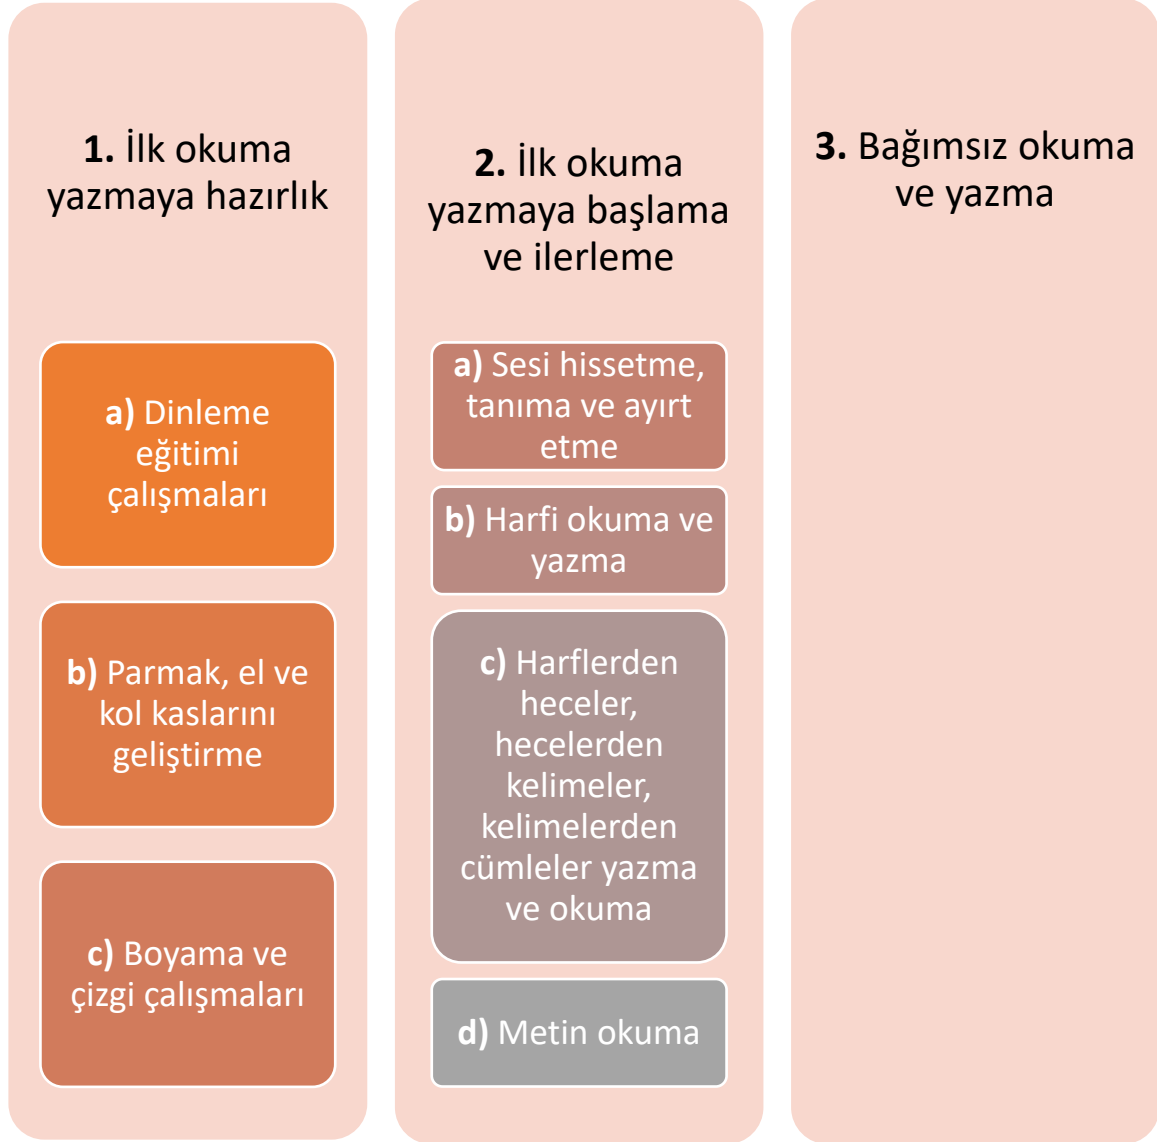 1. İlk okuma
yazmaya hazırlık
a) Dinleme
eğitimi
çalışmaları
b) Parmak, el ve
kol kaslarını
geliştirme
c) Boyama ve
çizgi çalışmaları
2. İlk okuma
yazmaya başlama
ve ilerleme
a) Sesi hissetme,
tanıma ve ayırt
etme
b) Harfi okuma ve
yazma
c) Harflerden
heceler,
hecelerden
kelimeler,
kelimelerden
cümleler yazma
ve okuma
d) Metin okuma
3. Bağımsız okuma
ve yazma